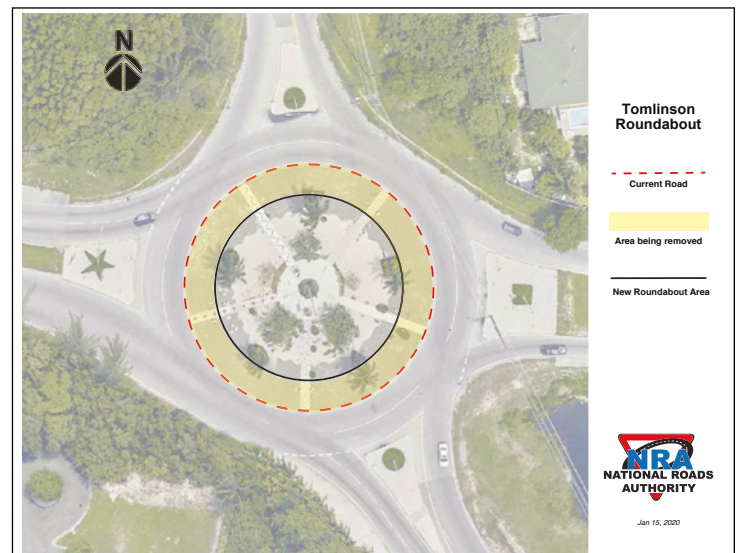 N
Tomlinson
Roundabout
Current Road
Area being removed
New Roundabout Area
NRA
NATIONAL ROADS
AUTHORITY
Jan 15, 2020